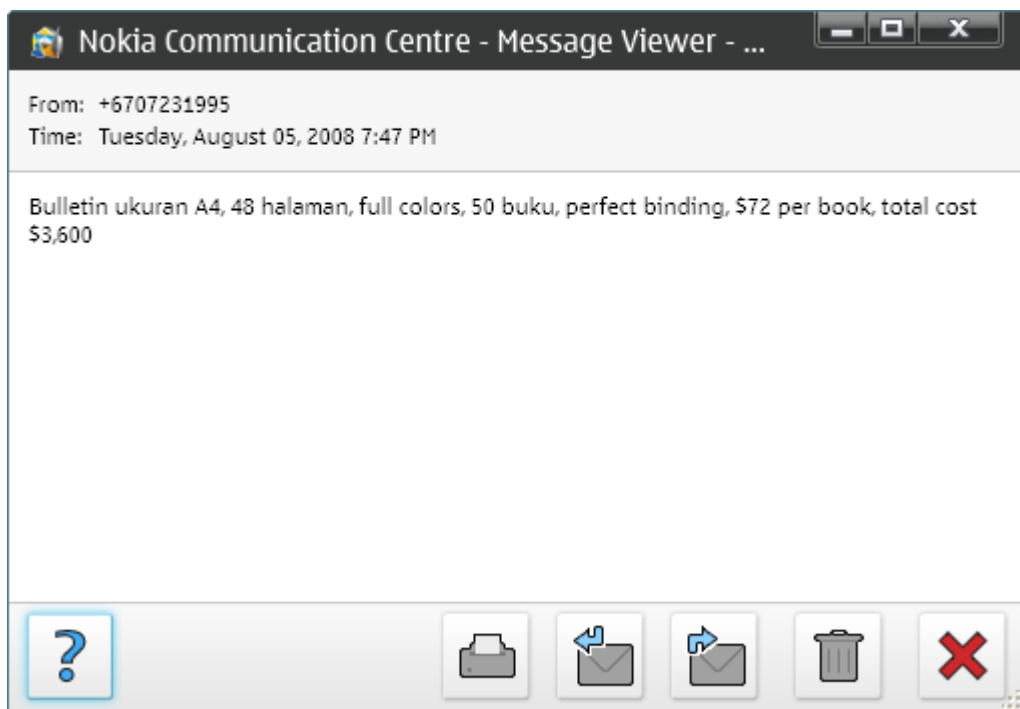 Nokia Communication Centre - Message Viewer - ...
From: +6707231995
Time: Tuesday, August 05, 2008 7:47 PM
Bulletin ukuran A4, 48 halaman, full colors, 50 buku, perfect binding, $72 per book, total cost
$3,600